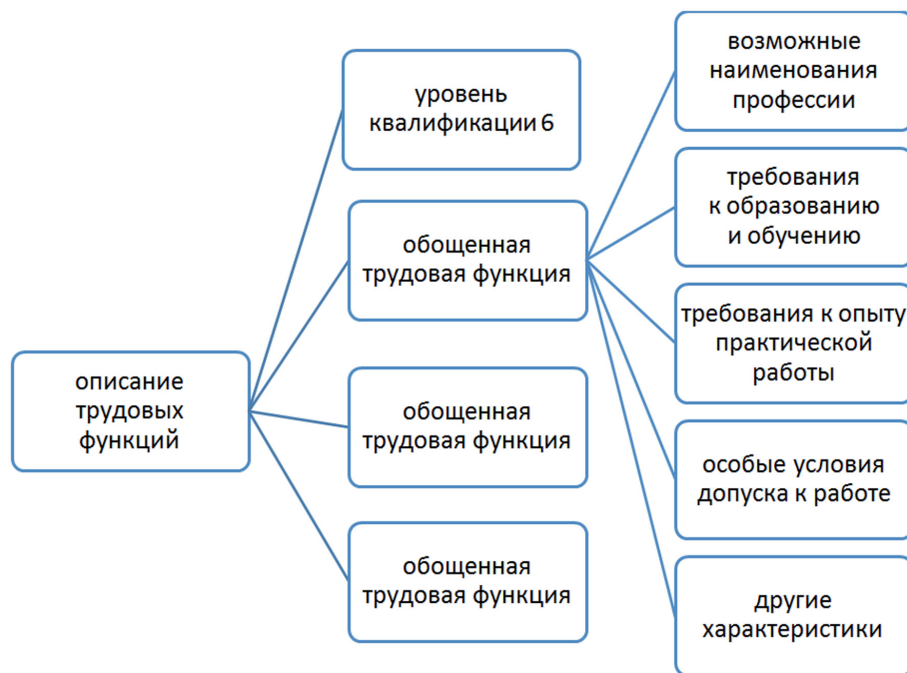 описание
трудовых
функций
уровень
квалификации 6
обощенная
трудовая функция
обощенная
трудовая функция
обощенная
трудовая функция
возможные
наименования
профессии
требования
к образованию
и обучению
требования к опыту
практической
работы
особые условия
допуска к работе
другие
характеристики